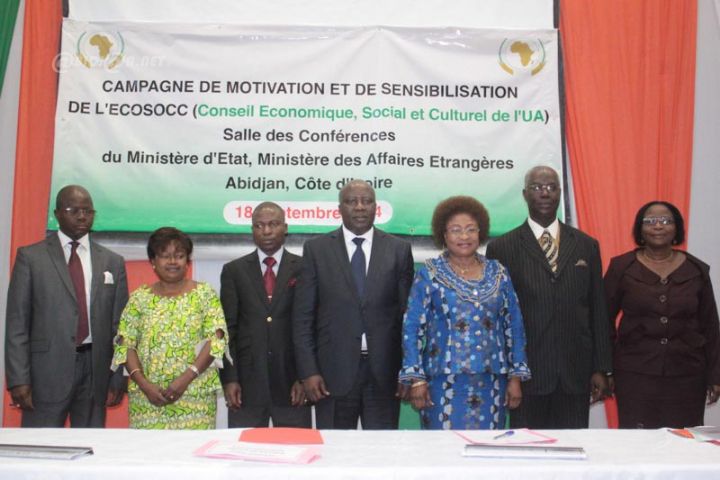 CAMPAGNE DE MOTIVATION ET DE SENSIBILISATION
DE L'ECOSOCC (Conseil Economique, Social et Culturel de l'UA)
Salle des Conférences
du Ministère d'Etat, Ministère des Affaires Etrangères
Abidjan, Côte d'Ivoire